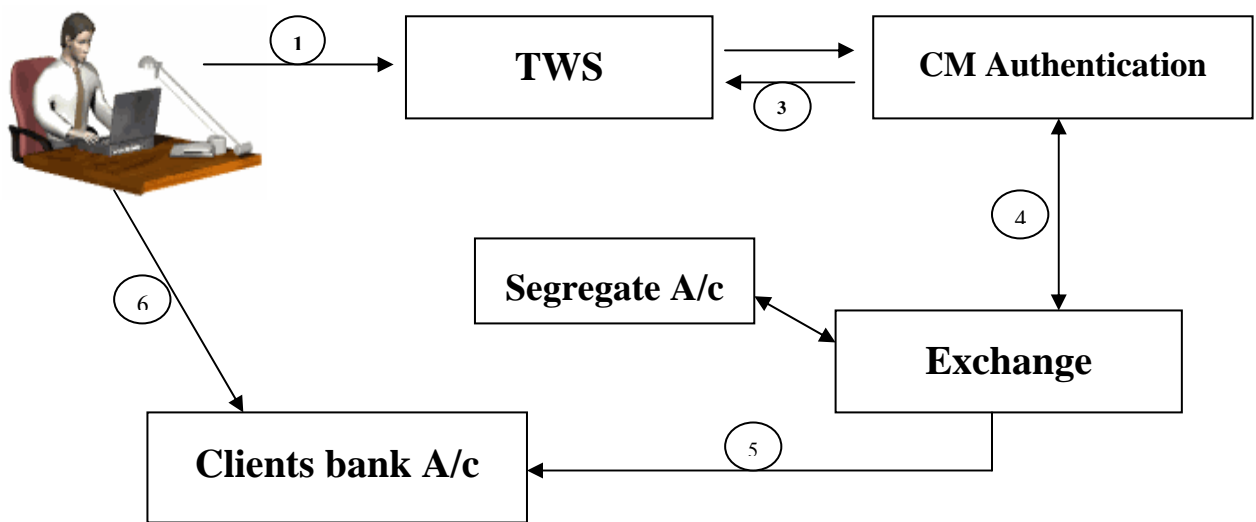 1
TWS
CM Authentication
3
4
Segregate A/c
6
Exchange
5
Clients bank A/c